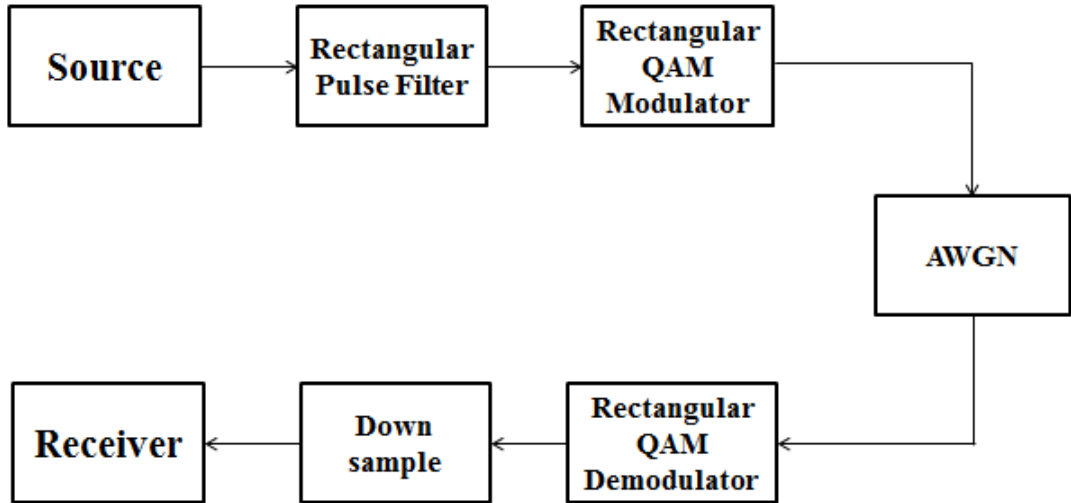 Source
Rectangular
Pulse Filter
Rectangular
QAM
Modulator
AWGN
Rectangular
QAM
Demodulator
Down
sample
Receiver